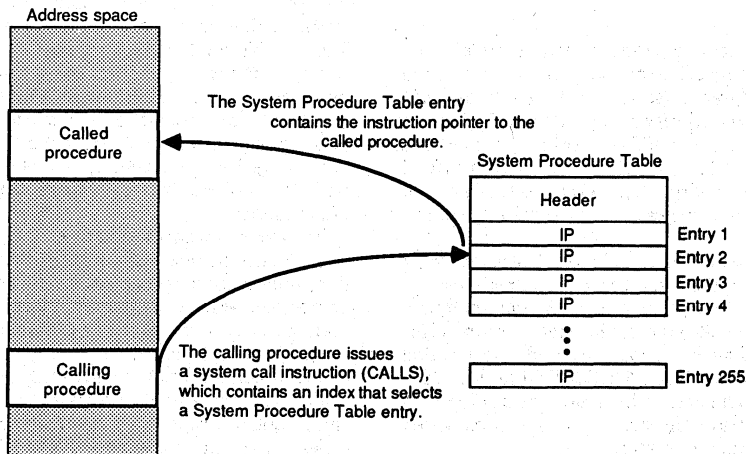 Address space
The System Procedure Table entry
contains the instruction pointer to the
called procedure.
Called
procedure
System Procedure Table
Header
IP Entry 1
IP Entry 2
IP Entry 3
IP Entry 4
IP Entry 255
Calling
procedure
The calling procedure issues
a system call instruction (CALLS),
which contains an index that selects
a System Procedure Table entry.